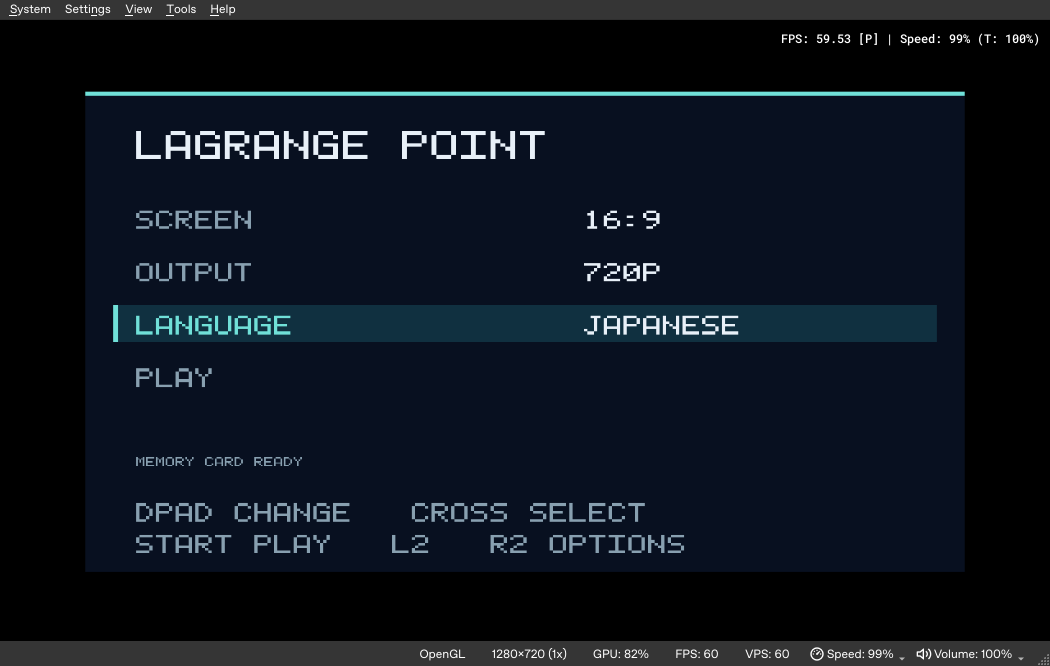 System Settings View Tools Help
FPS: 59.53 [P] | Speed: 99% (T: 100%)
LAGRANGE POINT
SCREEN 16:9
OUTPUT 720P
LANGUAGE JAPANESE
PLAY
MEMORY CARD READY
DPAD CHANGE CROSS SELECT
START PLAY L2 R2 OPTIONS
OpenGL 1280×720 (1x) GPU: 82% FPS: 60 VPS: 60 Speed: 99% Volume: 100%